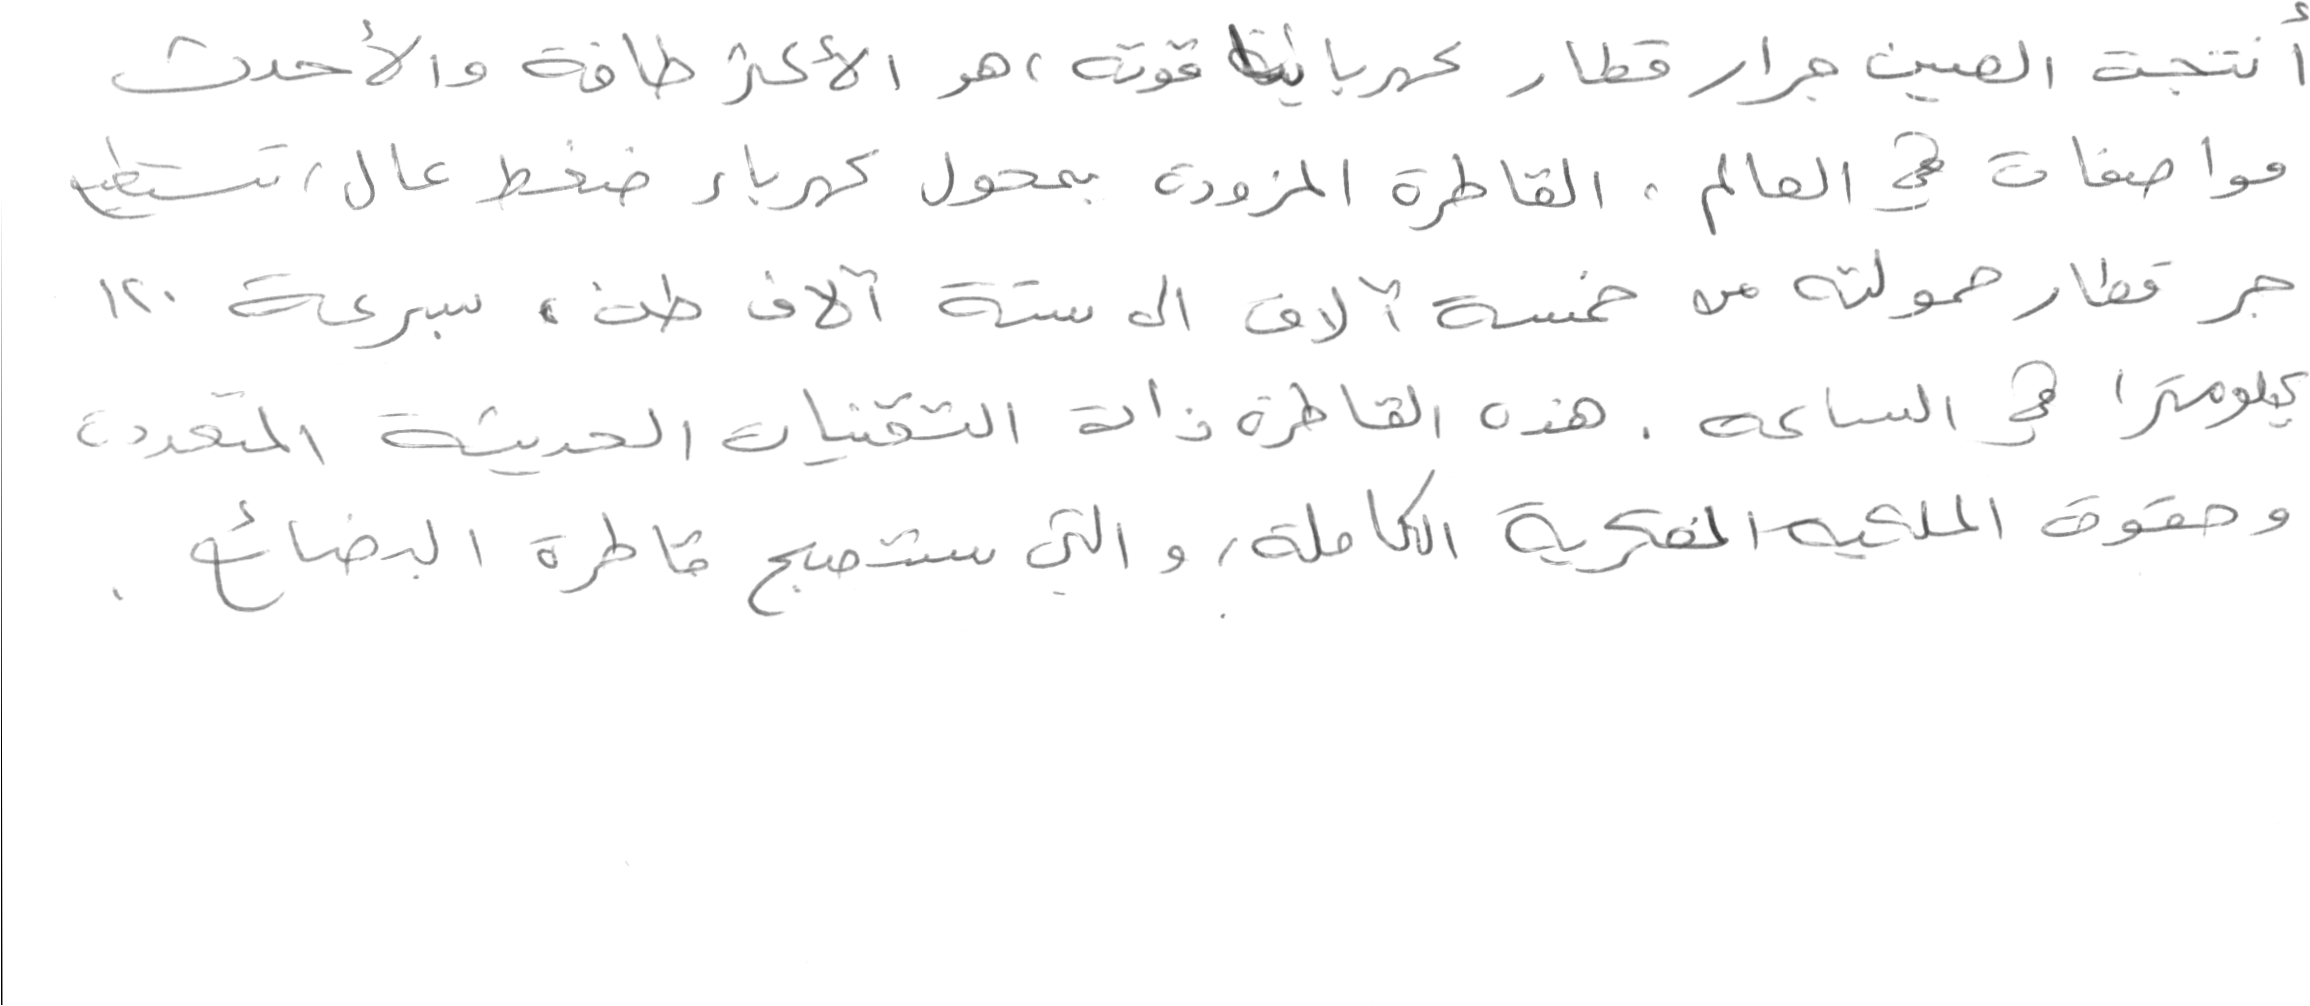 أنتجت الصين جرار قطار كهربائيا قوته، هو الأكثر طاقة والأحدث
مواصفات في العالم. القاطرة المزودة بمحول كهرباء ضغط عال، تستطيع
جر قطار حمولته من خمسة آلاف الى ستة آلاف طن، بسرعة ١٢٠
كيلومترا في الساعة. هذه القاطرة ذات التقنيات الحديثة المتعددة
وحقوق الملكية الفكرية الكاملة، والتي ستصبح قاطرة البضائع.